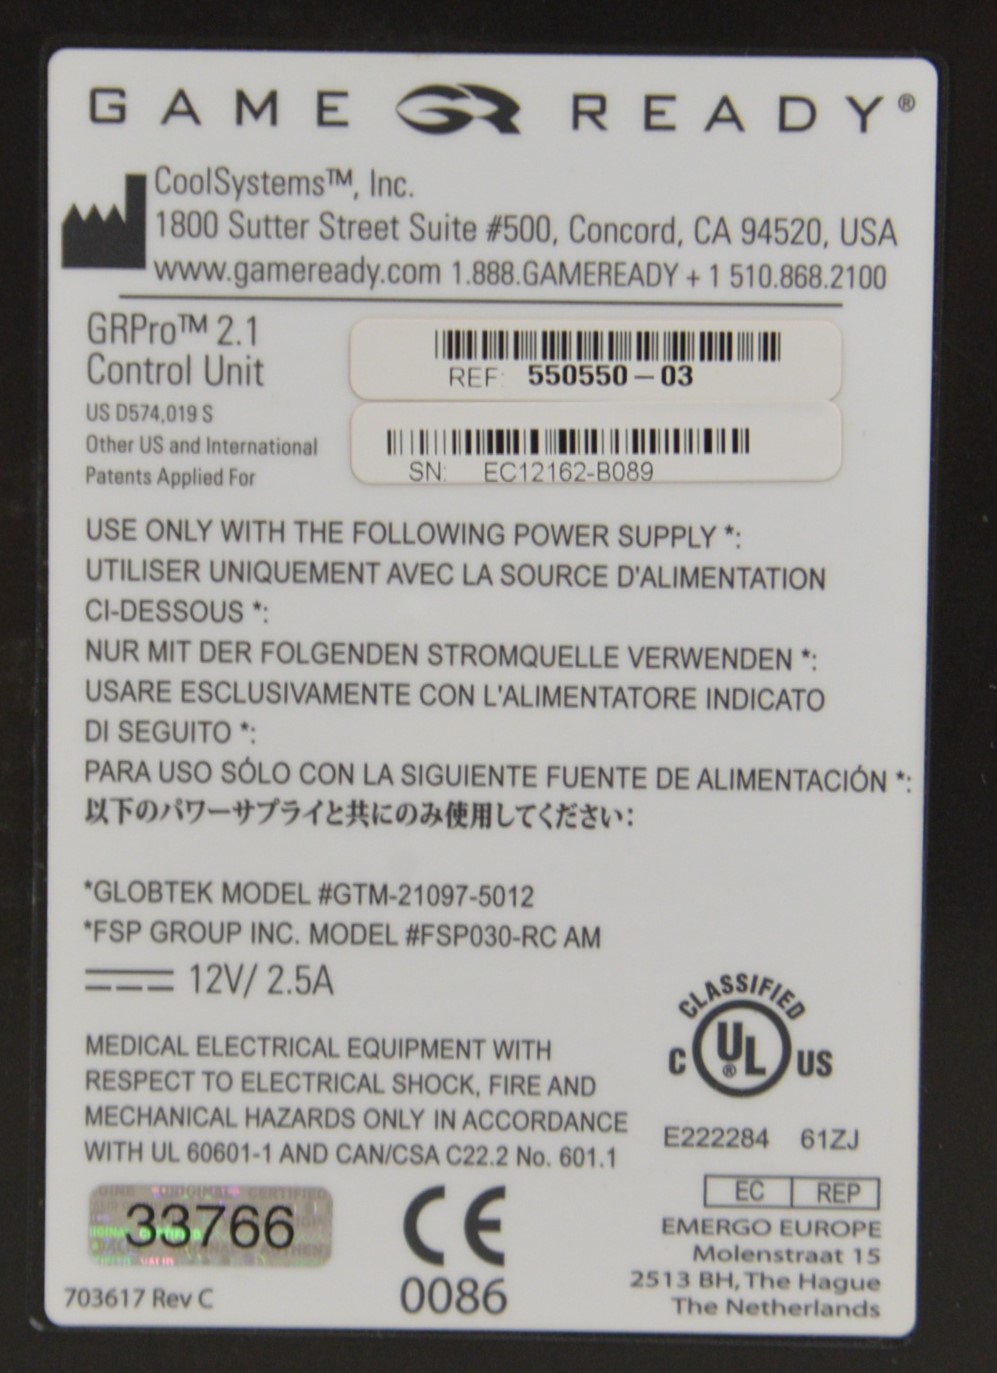 GAME GR READY®
CoolSystems™, Inc.
1800 Sutter Street Suite #500, Concord, CA 94520, USA
www.gameready.com 1.888.GAMEREADY + 1 510.868.2100
GRPro™ 2.1
Control Unit
US D574,019 S
Other US and International
Patents Applied For
REF: 550550-03
SN: EC12162-B089
USE ONLY WITH THE FOLLOWING POWER SUPPLY *:
UTILISER UNIQUEMENT AVEC LA SOURCE D'ALIMENTATION
CI-DESSOUS *:
NUR MIT DER FOLGENDEN STROMQUELLE VERWENDEN *:
USARE ESCLUSIVAMENTE CON L'ALIMENTATORE INDICATO
DI SEGUITO *:
PARA USO SÓLO CON LA SIGUIENTE FUENTE DE ALIMENTACIÓN *:
以下のパワーサプライと共にのみ使用してください:
*GLOBTEK MODEL #GTM-21097-5012
*FSP GROUP INC. MODEL #FSP030-RC AM
12V/ 2.5A
MEDICAL ELECTRICAL EQUIPMENT WITH
RESPECT TO ELECTRICAL SHOCK, FIRE AND
MECHANICAL HAZARDS ONLY IN ACCORDANCE
WITH UL 60601-1 AND CAN/CSA C22.2 No. 601.1
CLASSIFIED
C UL® US
E222284 61ZJ
33766
703617 Rev C
CE
0086
EC REP
EMERGO EUROPE
Molenstraat 15
2513 BH, The Hague
The Netherlands